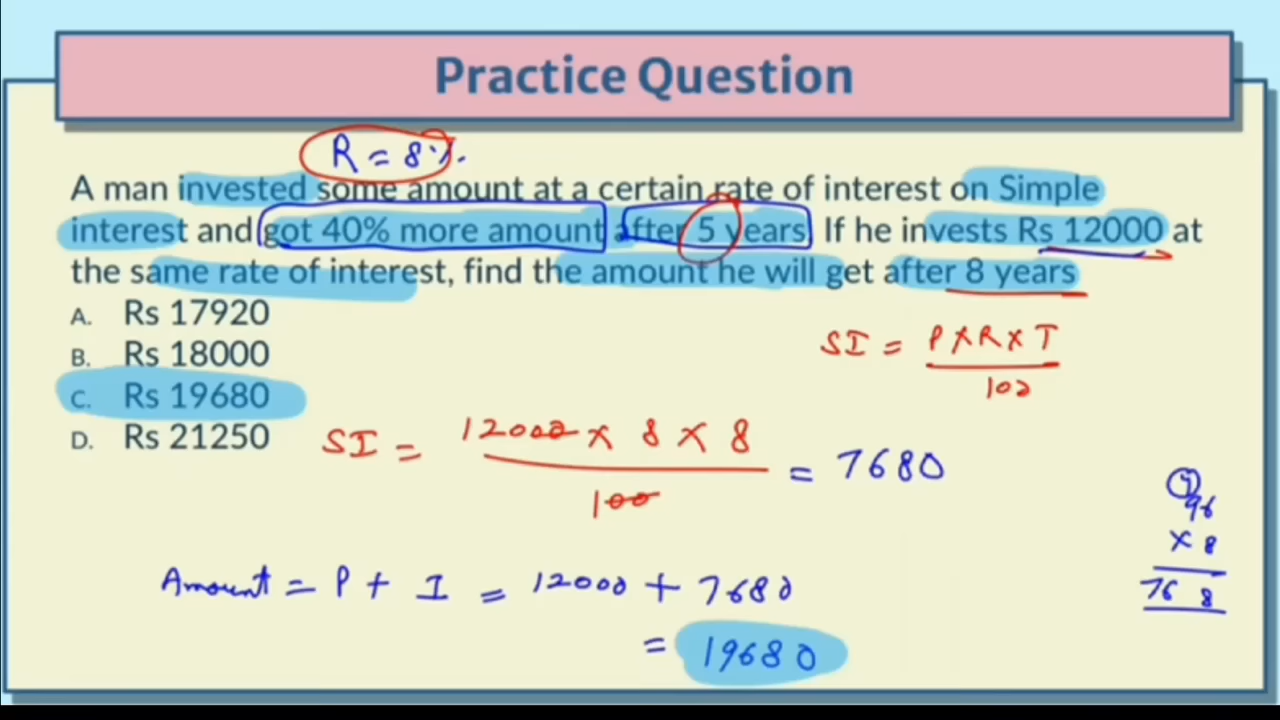 Practice Question
R = 8%.
A man invested some amount at a certain rate of interest on Simple
interest and got 40% more amount after 5 years. If he invests Rs 12000 at
the same rate of interest, find the amount he will get after 8 years
A. Rs 17920
B. Rs 18000
C. Rs 19680
D. Rs 21250
SI = P X R X T
100
SI = 12000 X 8 X 8
100
= 7680
96
X 8
768
Amount = P + I = 12000 + 7680
= 19680